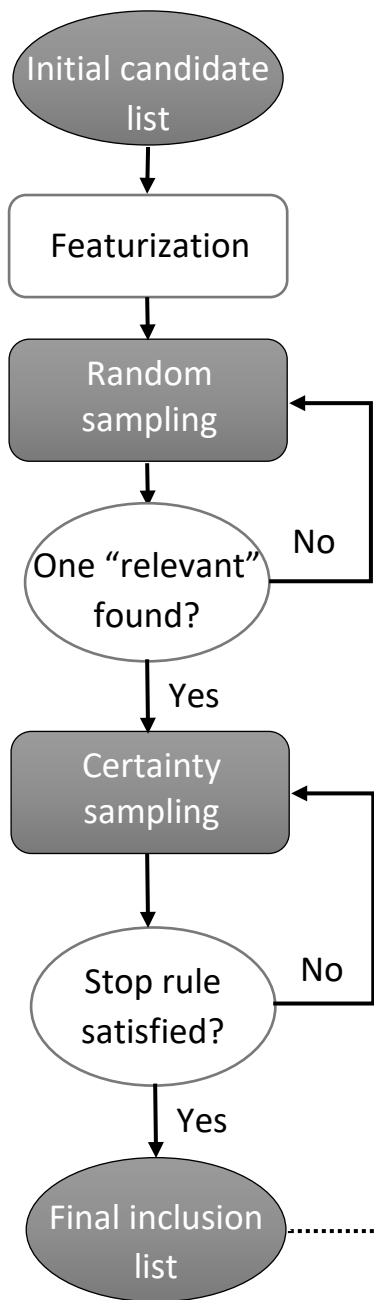 Initial candidate
list
Featurization
Random
sampling
One “relevant”
found?
No
Yes
Certainty
sampling
Stop rule
satisfied?
No
Yes
Final inclusion
list